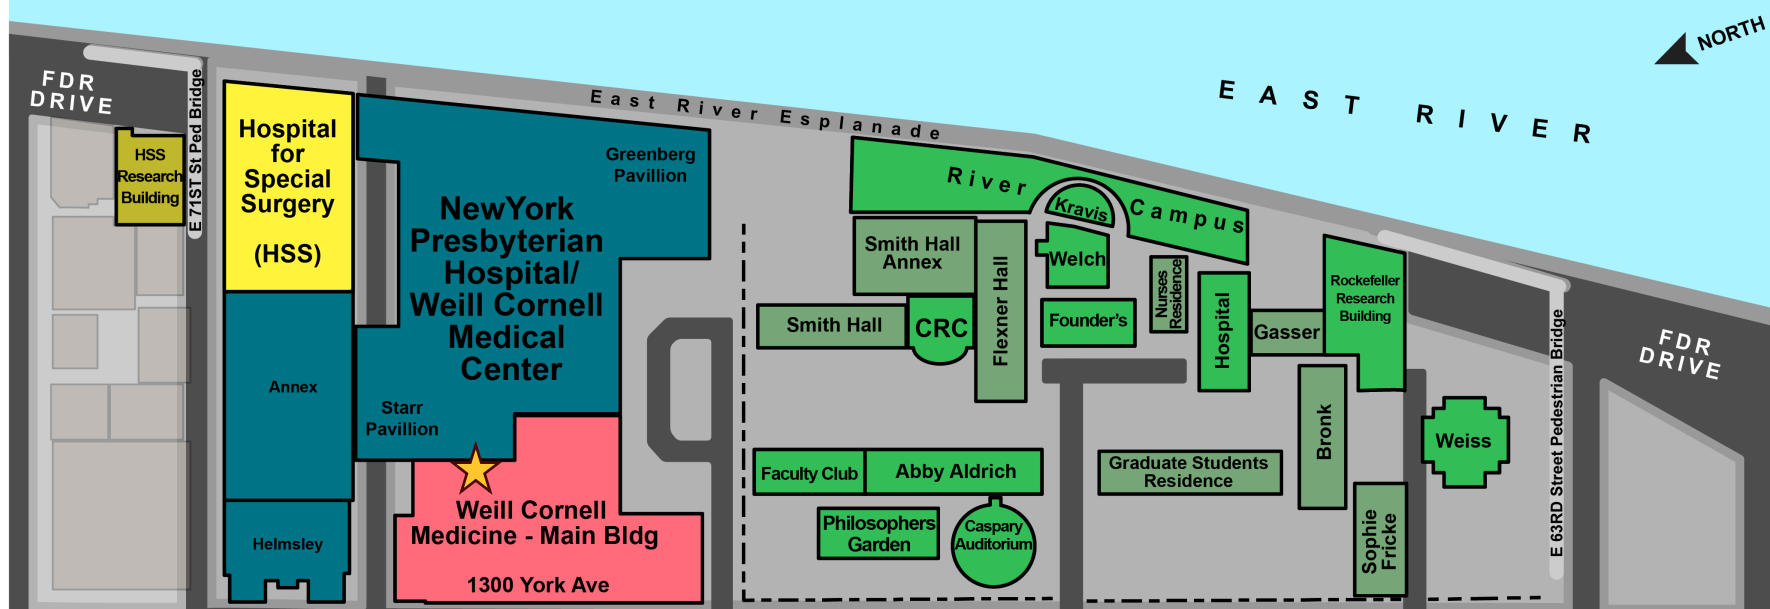 NORTH
EAST RIVER
East River Esplanade
FDR
DRIVE
E 71ST St Ped Bridge
HSS
Research
Building
Hospital
for
Special
Surgery
(HSS)
Annex
Helmsley
Greenberg
Pavillion
NewYork
Presbyterian
Hospital/
Weill Cornell
Medical
Center
Starr
Pavillion
Weill Cornell
Medicine - Main Bldg
1300 York Ave
River Campus
Kravis
Smith Hall
Annex
Flexner Hall
Welch
Smith Hall
CRC
Founder's
Nurses
Residence
Hospital
Gasser
Rockefeller
Research
Building
Bronk
Weiss
Faculty Club
Abby Aldrich
Graduate Students
Residence
Philosophers
Garden
Caspary
Auditorium
Sophie
Fricke
E 63RD Street Pedestrian Bridge
FDR
DRIVE